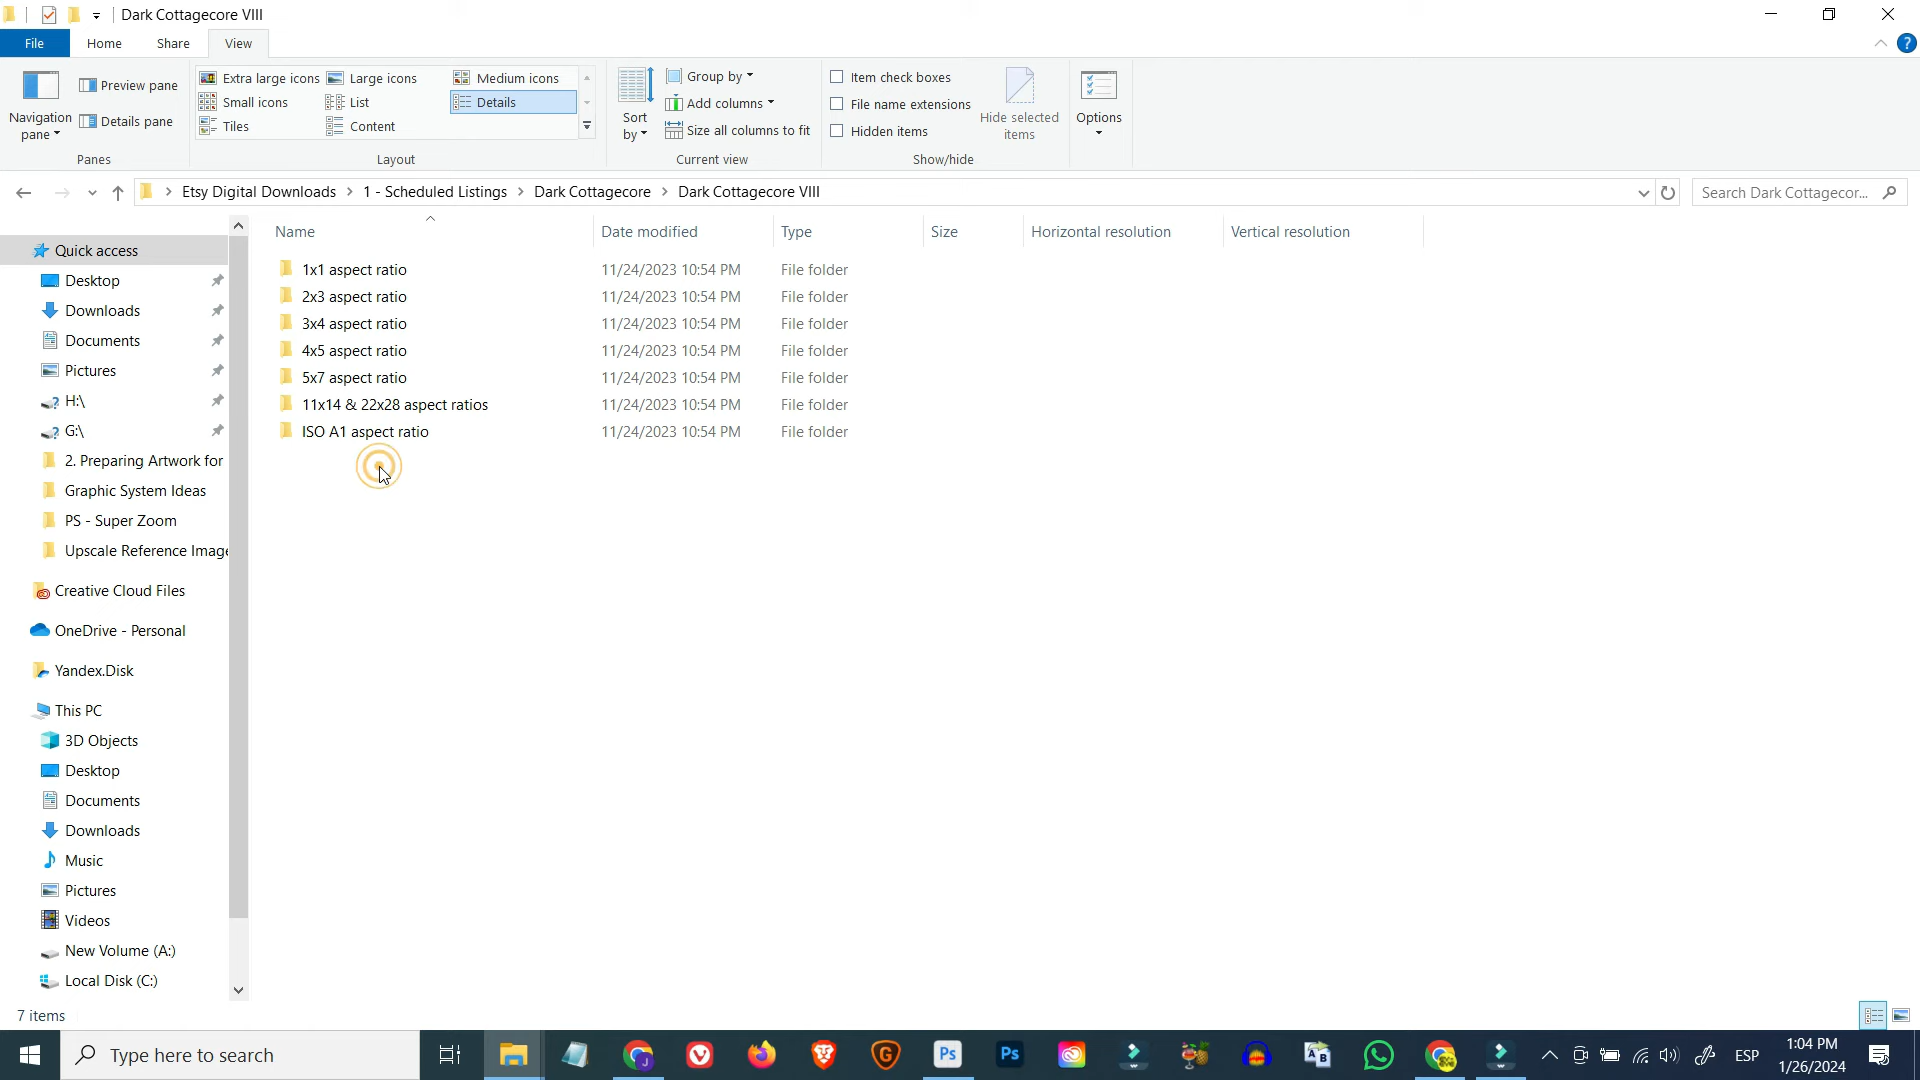 Dark Cottagecore VIII
File Home Share View
Navigation pane
Preview pane
Details pane
Panes
Extra large icons Large icons Medium icons
Small icons List Details
Tiles Content
Layout
Sort by
Group by
Add columns
Size all columns to fit
Current view
Item check boxes
File name extensions
Hidden items
Hide selected items
Show/hide
Options
Etsy Digital Downloads 1 - Scheduled Listings Dark Cottagecore Dark Cottagecore VIII
Search Dark Cottagecor...
Name Date modified Type Size Horizontal resolution Vertical resolution
1x1 aspect ratio 11/24/2023 10:54 PM File folder
2x3 aspect ratio 11/24/2023 10:54 PM File folder
3x4 aspect ratio 11/24/2023 10:54 PM File folder
4x5 aspect ratio 11/24/2023 10:54 PM File folder
5x7 aspect ratio 11/24/2023 10:54 PM File folder
11x14 & 22x28 aspect ratios 11/24/2023 10:54 PM File folder
ISO A1 aspect ratio 11/24/2023 10:54 PM File folder
Quick access
Desktop
Downloads
Documents
Pictures
H:\
G:\
2. Preparing Artwork for
Graphic System Ideas
PS - Super Zoom
Upscale Reference Image
Creative Cloud Files
OneDrive - Personal
Yandex.Disk
This PC
3D Objects
Desktop
Documents
Downloads
Music
Pictures
Videos
New Volume (A:)
Local Disk (C:)
7 items
Type here to search
Ps
Ps
ESP
1:04 PM
1/26/2024